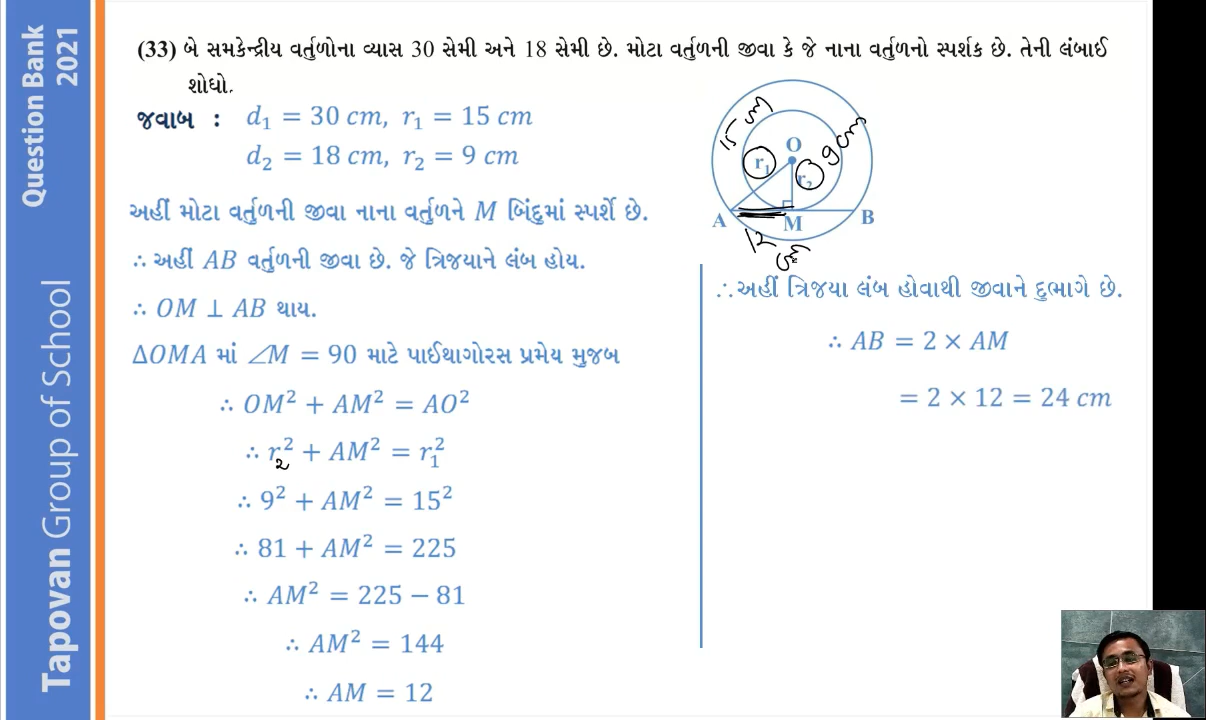 Question Bank
2021
Tapovan Group of School
(33) બે સમકેન્દ્રીય વર્તુળોના વ્યાસ 30 સેમી અને 18 સેમી છે. મોટા વર્તુળની જીવા કે જે નાના વર્તુળનો સ્પર્શક છે. તેની લંબાઈ
શોધો.
જવાબ : d₁ = 30 cm, r₁ = 15 cm
d₂ = 18 cm, r₂ = 9 cm
અહીં મોટા વર્તુળની જીવા નાના વર્તુળને M બિંદુમાં સ્પર્શે છે.
∴ અહીં AB વર્તુળની જીવા છે. જે ત્રિજયાને લંબ હોય.
∴ OM ⊥ AB થાય.
ΔOMA માં ∠M = 90 માટે પાઈથાગોરસ પ્રમેય મુજબ
∴ OM² + AM² = AO²
∴ r₂² + AM² = r₁²
∴ 9² + AM² = 15²
∴ 81 + AM² = 225
∴ AM² = 225 − 81
∴ AM² = 144
∴ AM = 12
15 cm
9 cm
O
r₁
r₂
A
M
B
12
cm
∴ અહીં ત્રિજયા લંબ હોવાથી જીવાને દુભાગે છે.
∴ AB = 2 × AM
= 2 × 12 = 24 cm